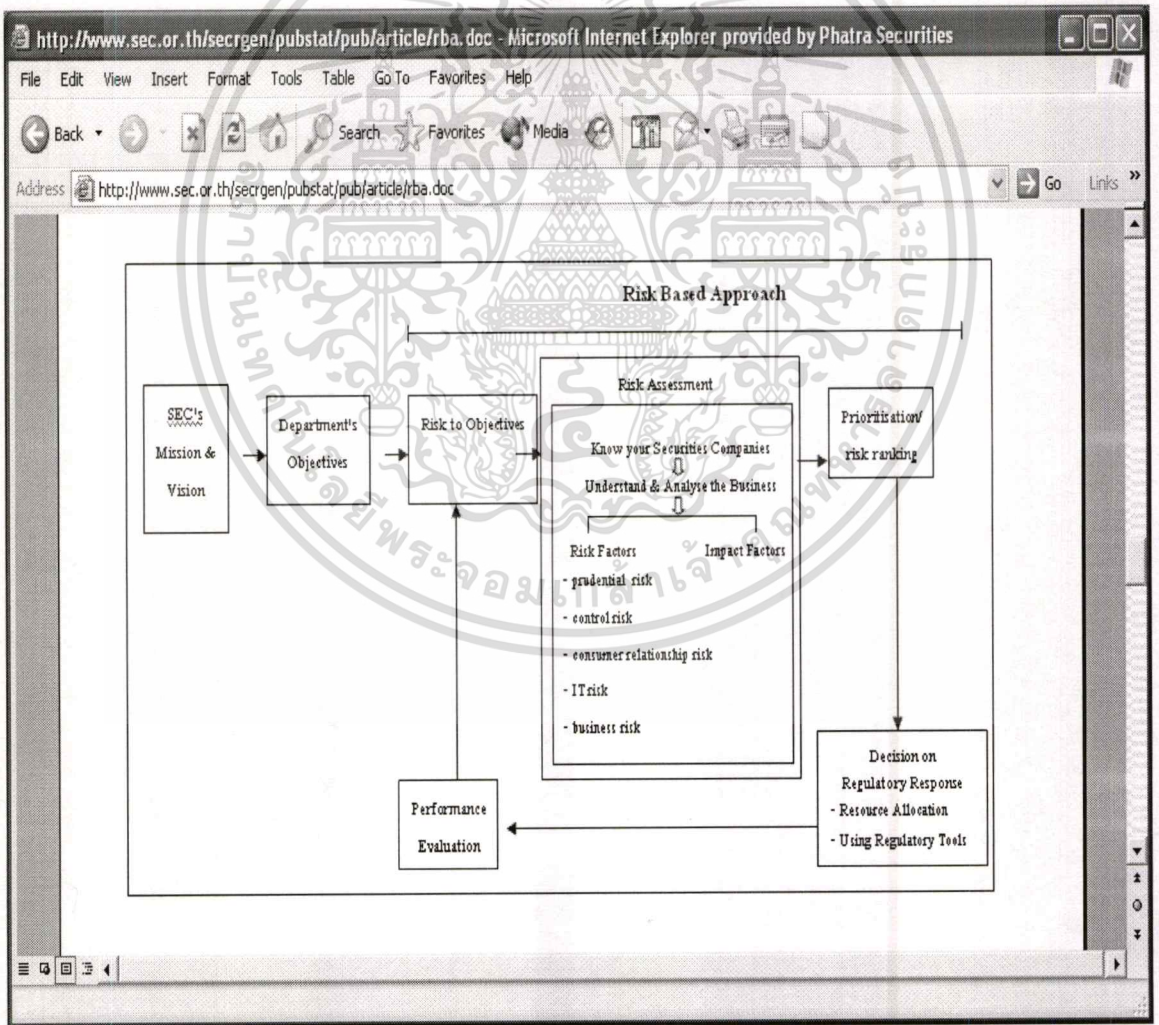 http://www.sec.or.th/secrgen/pubstat/pub/article/rba.doc - Microsoft Internet Explorer provided by Phatra Securities
File Edit View Insert Format Tools Table Go To Favorites Help
Back Search Favorites Media
Address http://www.sec.or.th/secrgen/pubstat/pub/article/rba.doc Go Links »
Risk Based Approach
SEC's
Mission &
Vision
Department's
Objectives
Risk to Objectives
Risk Assessment
Know your Securities Companies
Understand & Analyse the Business
Risk Factors
- prudential risk
- control risk
- consumer relationship risk
- IT risk
- business risk
Impact Factors
Prioritisation/
risk ranking
Decision on
Regulatory Response
- Resource Allocation
- Using Regulatory Tools
Performance
Evaluation